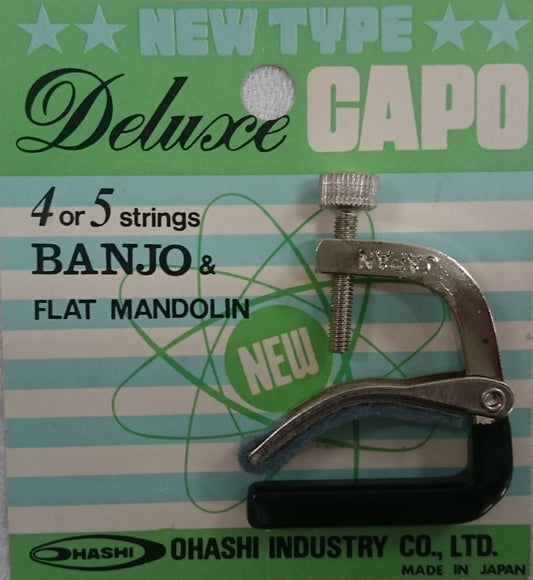 NEW TYPE
Deluxe CAPO
4 or 5 strings
BANJO &
FLAT MANDOLIN
JAPAN
NEW
OHASHI OHASHI INDUSTRY CO., LTD.
MADE IN JAPAN